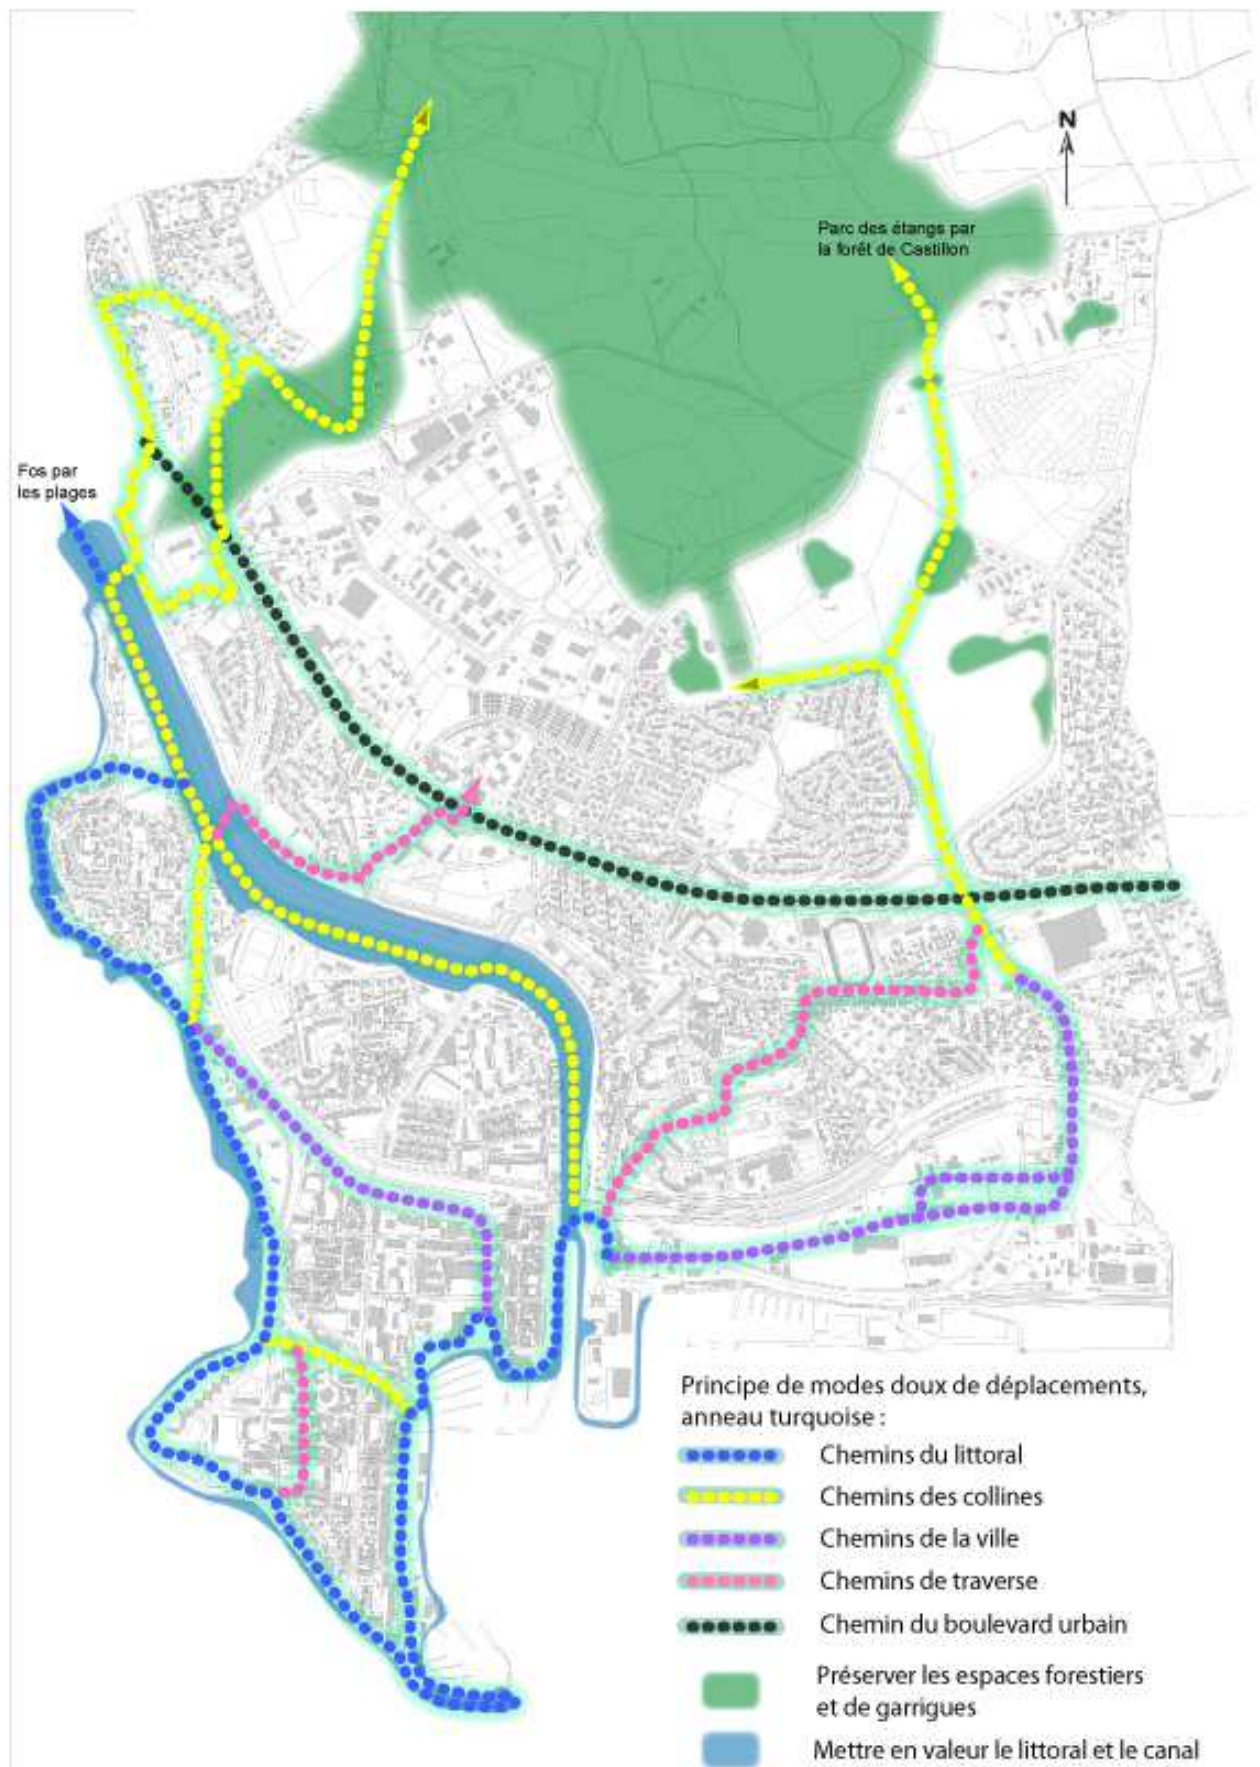 N
Parc des étangs par
la forêt de Castillon
Fos par
les plages
Principe de modes doux de déplacements,
anneau turquoise :
Chemins du littoral
Chemins des collines
Chemins de la ville
Chemins de traverse
Chemin du boulevard urbain
Préserver les espaces forestiers
et de garrigues
Mettre en valeur le littoral et le canal